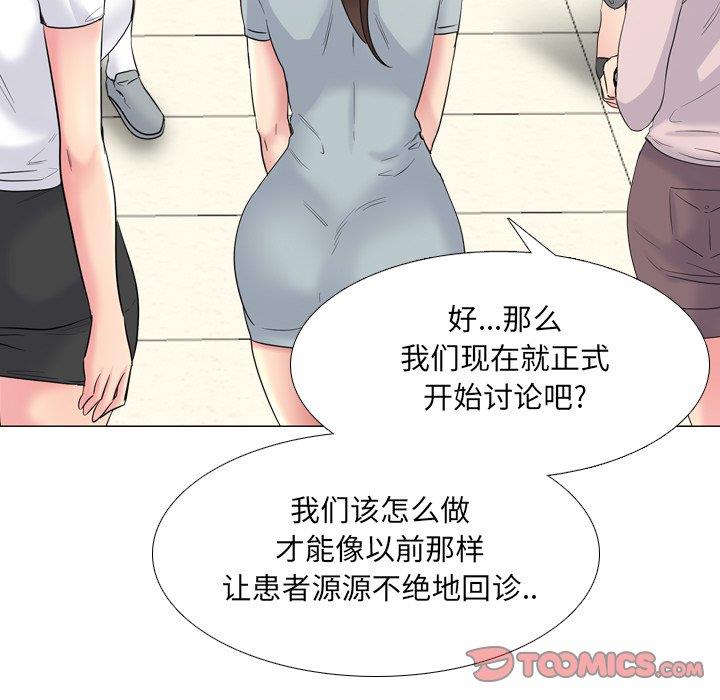 好...那么
我们现在就正式
开始讨论吧?
我们该怎么做
才能像以前那样
让患者源源不绝地回诊..
TOOMICS.COM